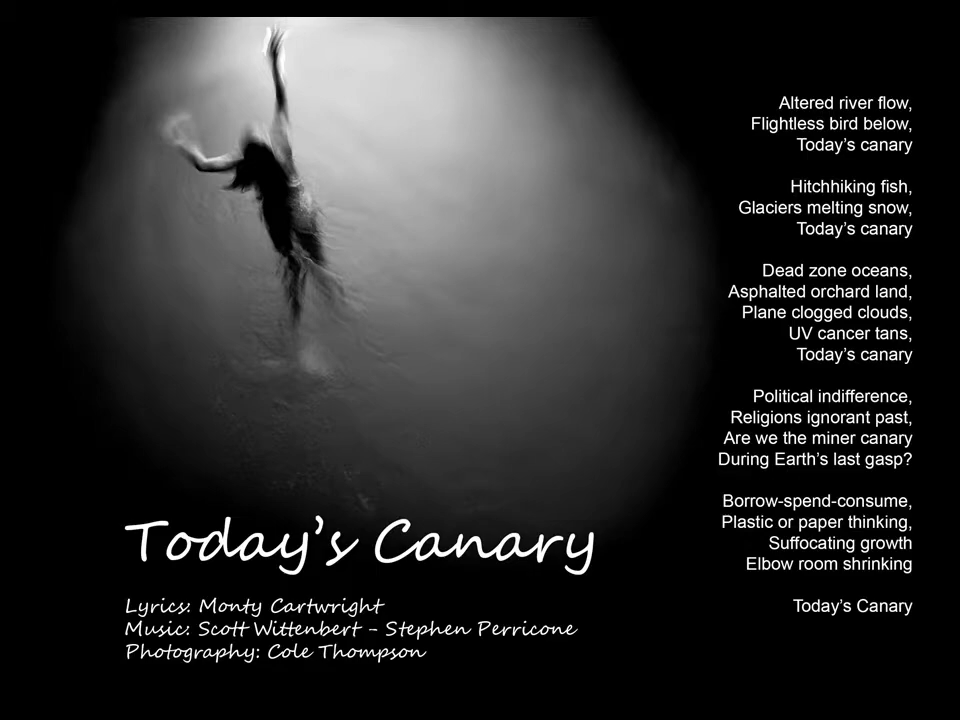 Altered river flow,
Flightless bird below,
Today's canary
Hitchhiking fish,
Glaciers melting snow,
Today's canary
Dead zone oceans,
Asphalted orchard land,
Plane clogged clouds,
UV cancer tans,
Today's canary
Political indifference,
Religions ignorant past,
Are we the miner canary
During Earth's last gasp?
Borrow-spend-consume,
Plastic or paper thinking,
Suffocating growth
Elbow room shrinking
Today's Canary
Today's Canary
Lyrics: Monty Cartwright
Music: Scott Wittenbert - Stephen Perricone
Photography: Cole Thompson